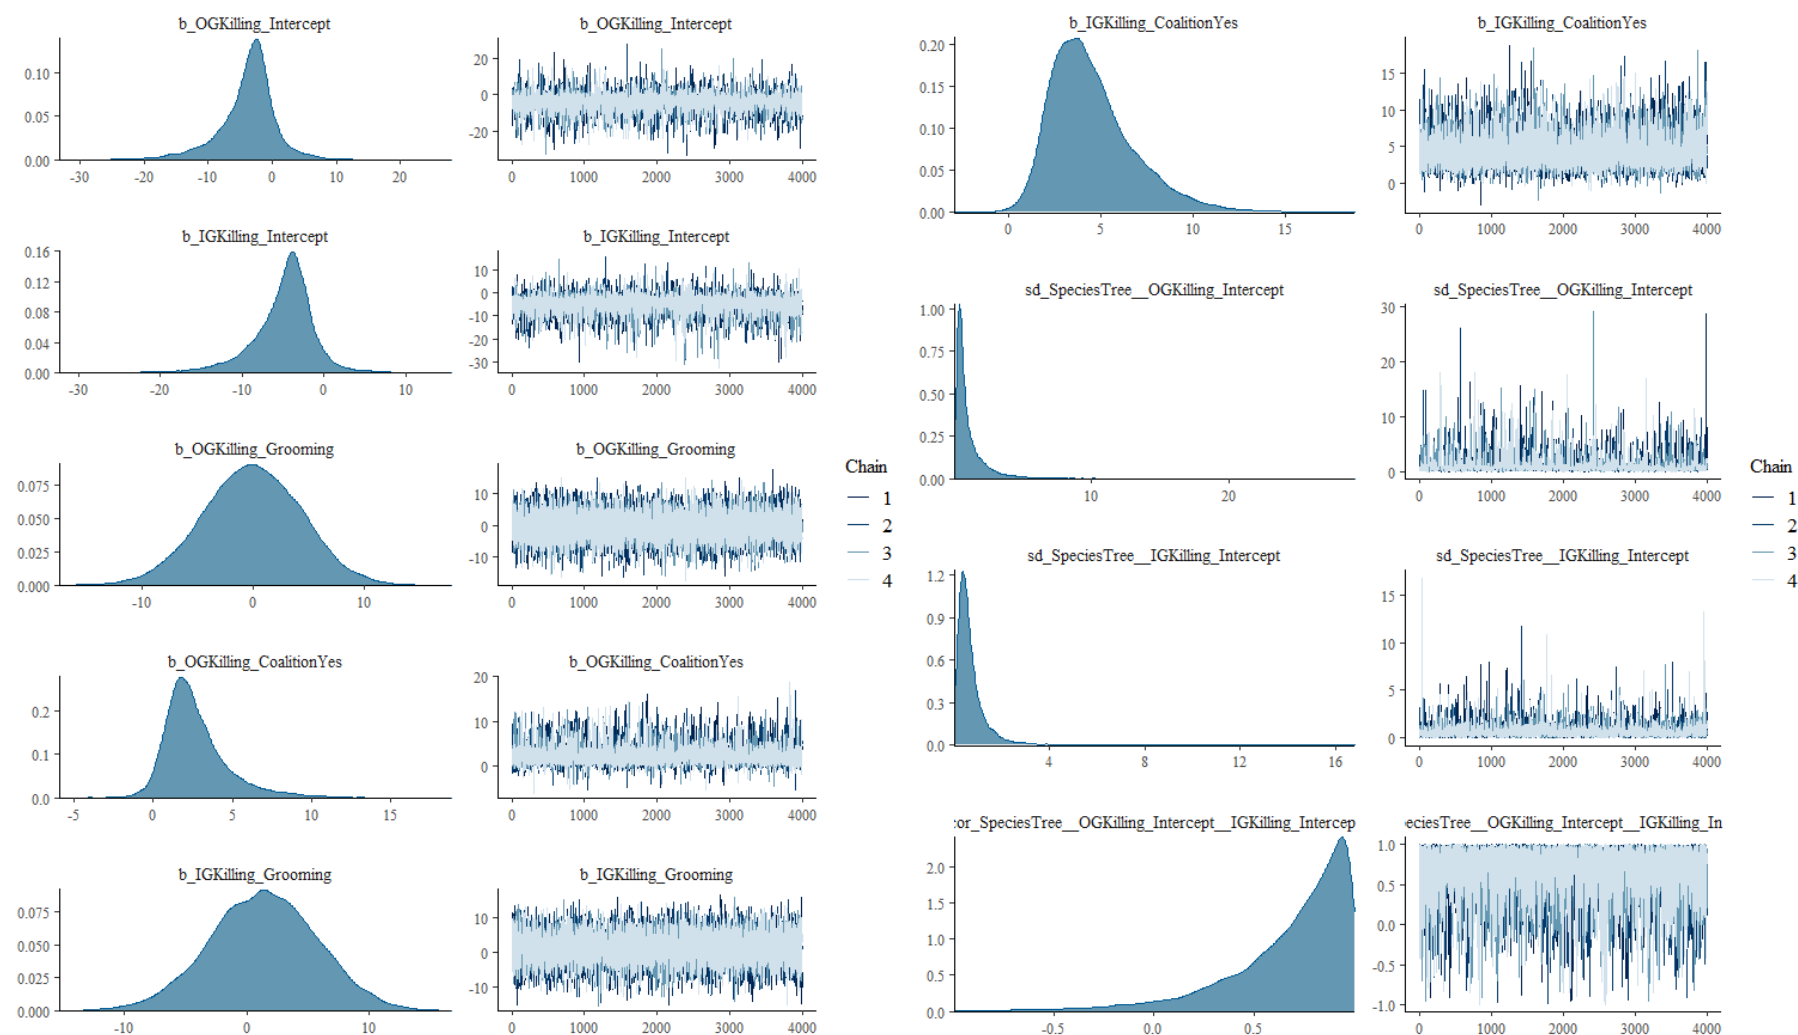 b_OGKilling_Intercept
0.10
0.05
0.00
-30 -20 -10 0 10 20
b_OGKilling_Intercept
20
0
-20
0 1000 2000 3000 4000
b_IGKilling_Intercept
0.16
0.12
0.08
0.04
0.00
-30 -20 -10 0 10
b_IGKilling_Intercept
10
0
-10
-20
-30
0 1000 2000 3000 4000
b_OGKilling_Grooming
0.075
0.050
0.025
0.000
-10 0 10
b_OGKilling_Grooming
10
0
-10
0 1000 2000 3000 4000
b_OGKilling_CoalitionYes
0.2
0.1
0.0
-5 0 5 10 15
b_OGKilling_CoalitionYes
20
10
0
0 1000 2000 3000 4000
b_IGKilling_Grooming
0.075
0.050
0.025
0.000
-10 0 10
b_IGKilling_Grooming
10
0
-10
0 1000 2000 3000 4000
Chain
1
2
3
4
b_IGKilling_CoalitionYes
0.20
0.15
0.10
0.05
0.00
0 5 10 15
b_IGKilling_CoalitionYes
15
10
5
0
0 1000 2000 3000 4000
sd_SpeciesTree__OGKilling_Intercept
1.00
0.75
0.50
0.25
0.00
10 20
sd_SpeciesTree__OGKilling_Intercept
30
20
10
0
0 1000 2000 3000 4000
sd_SpeciesTree__IGKilling_Intercept
1.2
0.9
0.6
0.3
0.0
4 8 12 16
sd_SpeciesTree__IGKilling_Intercept
15
10
5
0
0 1000 2000 3000 4000
cor_SpeciesTree__OGKilling_Intercept__IGKilling_Intercep
2.0
1.5
1.0
0.5
0.0
-0.5 0.0 0.5
eciesTree__OGKilling_Intercept__IGKilling_In
1.0
0.5
0.0
-0.5
-1.0
0 1000 2000 3000 4000
Chain
1
2
3
4